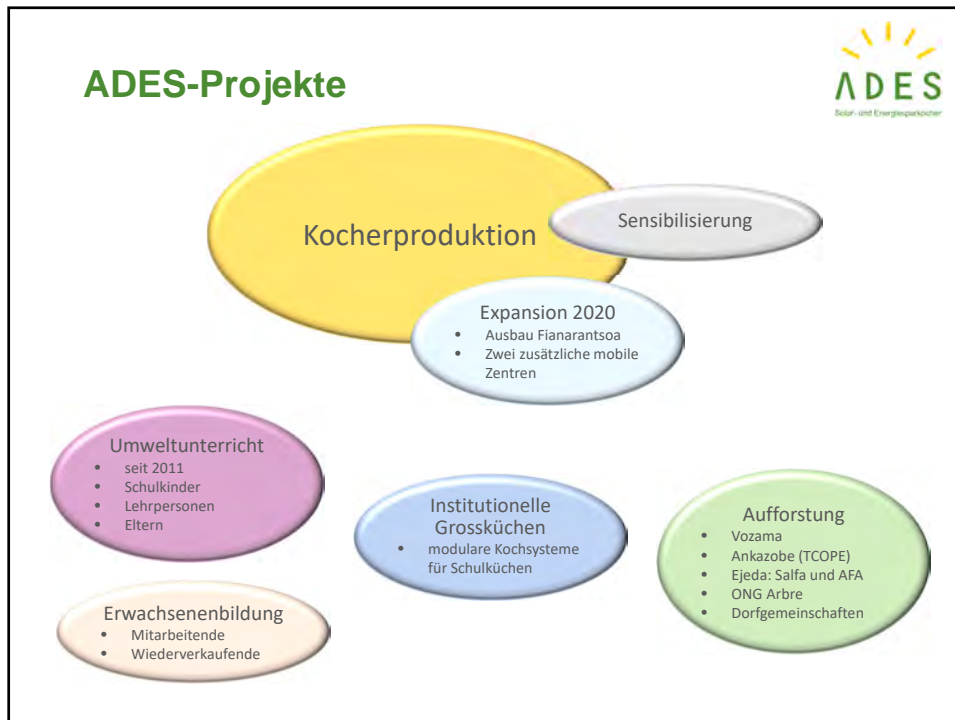 ADES-Projekte
ADES
Solar- und Energiesparkocher
Kocherproduktion
Sensibilisierung
Expansion 2020
• Ausbau Fianarantsoa
• Zwei zusätzliche mobile
Zentren
Umweltunterricht
• seit 2011
• Schulkinder
• Lehrpersonen
• Eltern
Institutionelle
Grossküchen
• modulare Kochsysteme
für Schulküchen
Aufforstung
• Vozama
• Ankazobe (TCOPE)
• Ejeda: Salfa und AFA
• ONG Arbre
• Dorfgemeinschaften
Erwachsenenbildung
• Mitarbeitende
• Wiederverkaufende